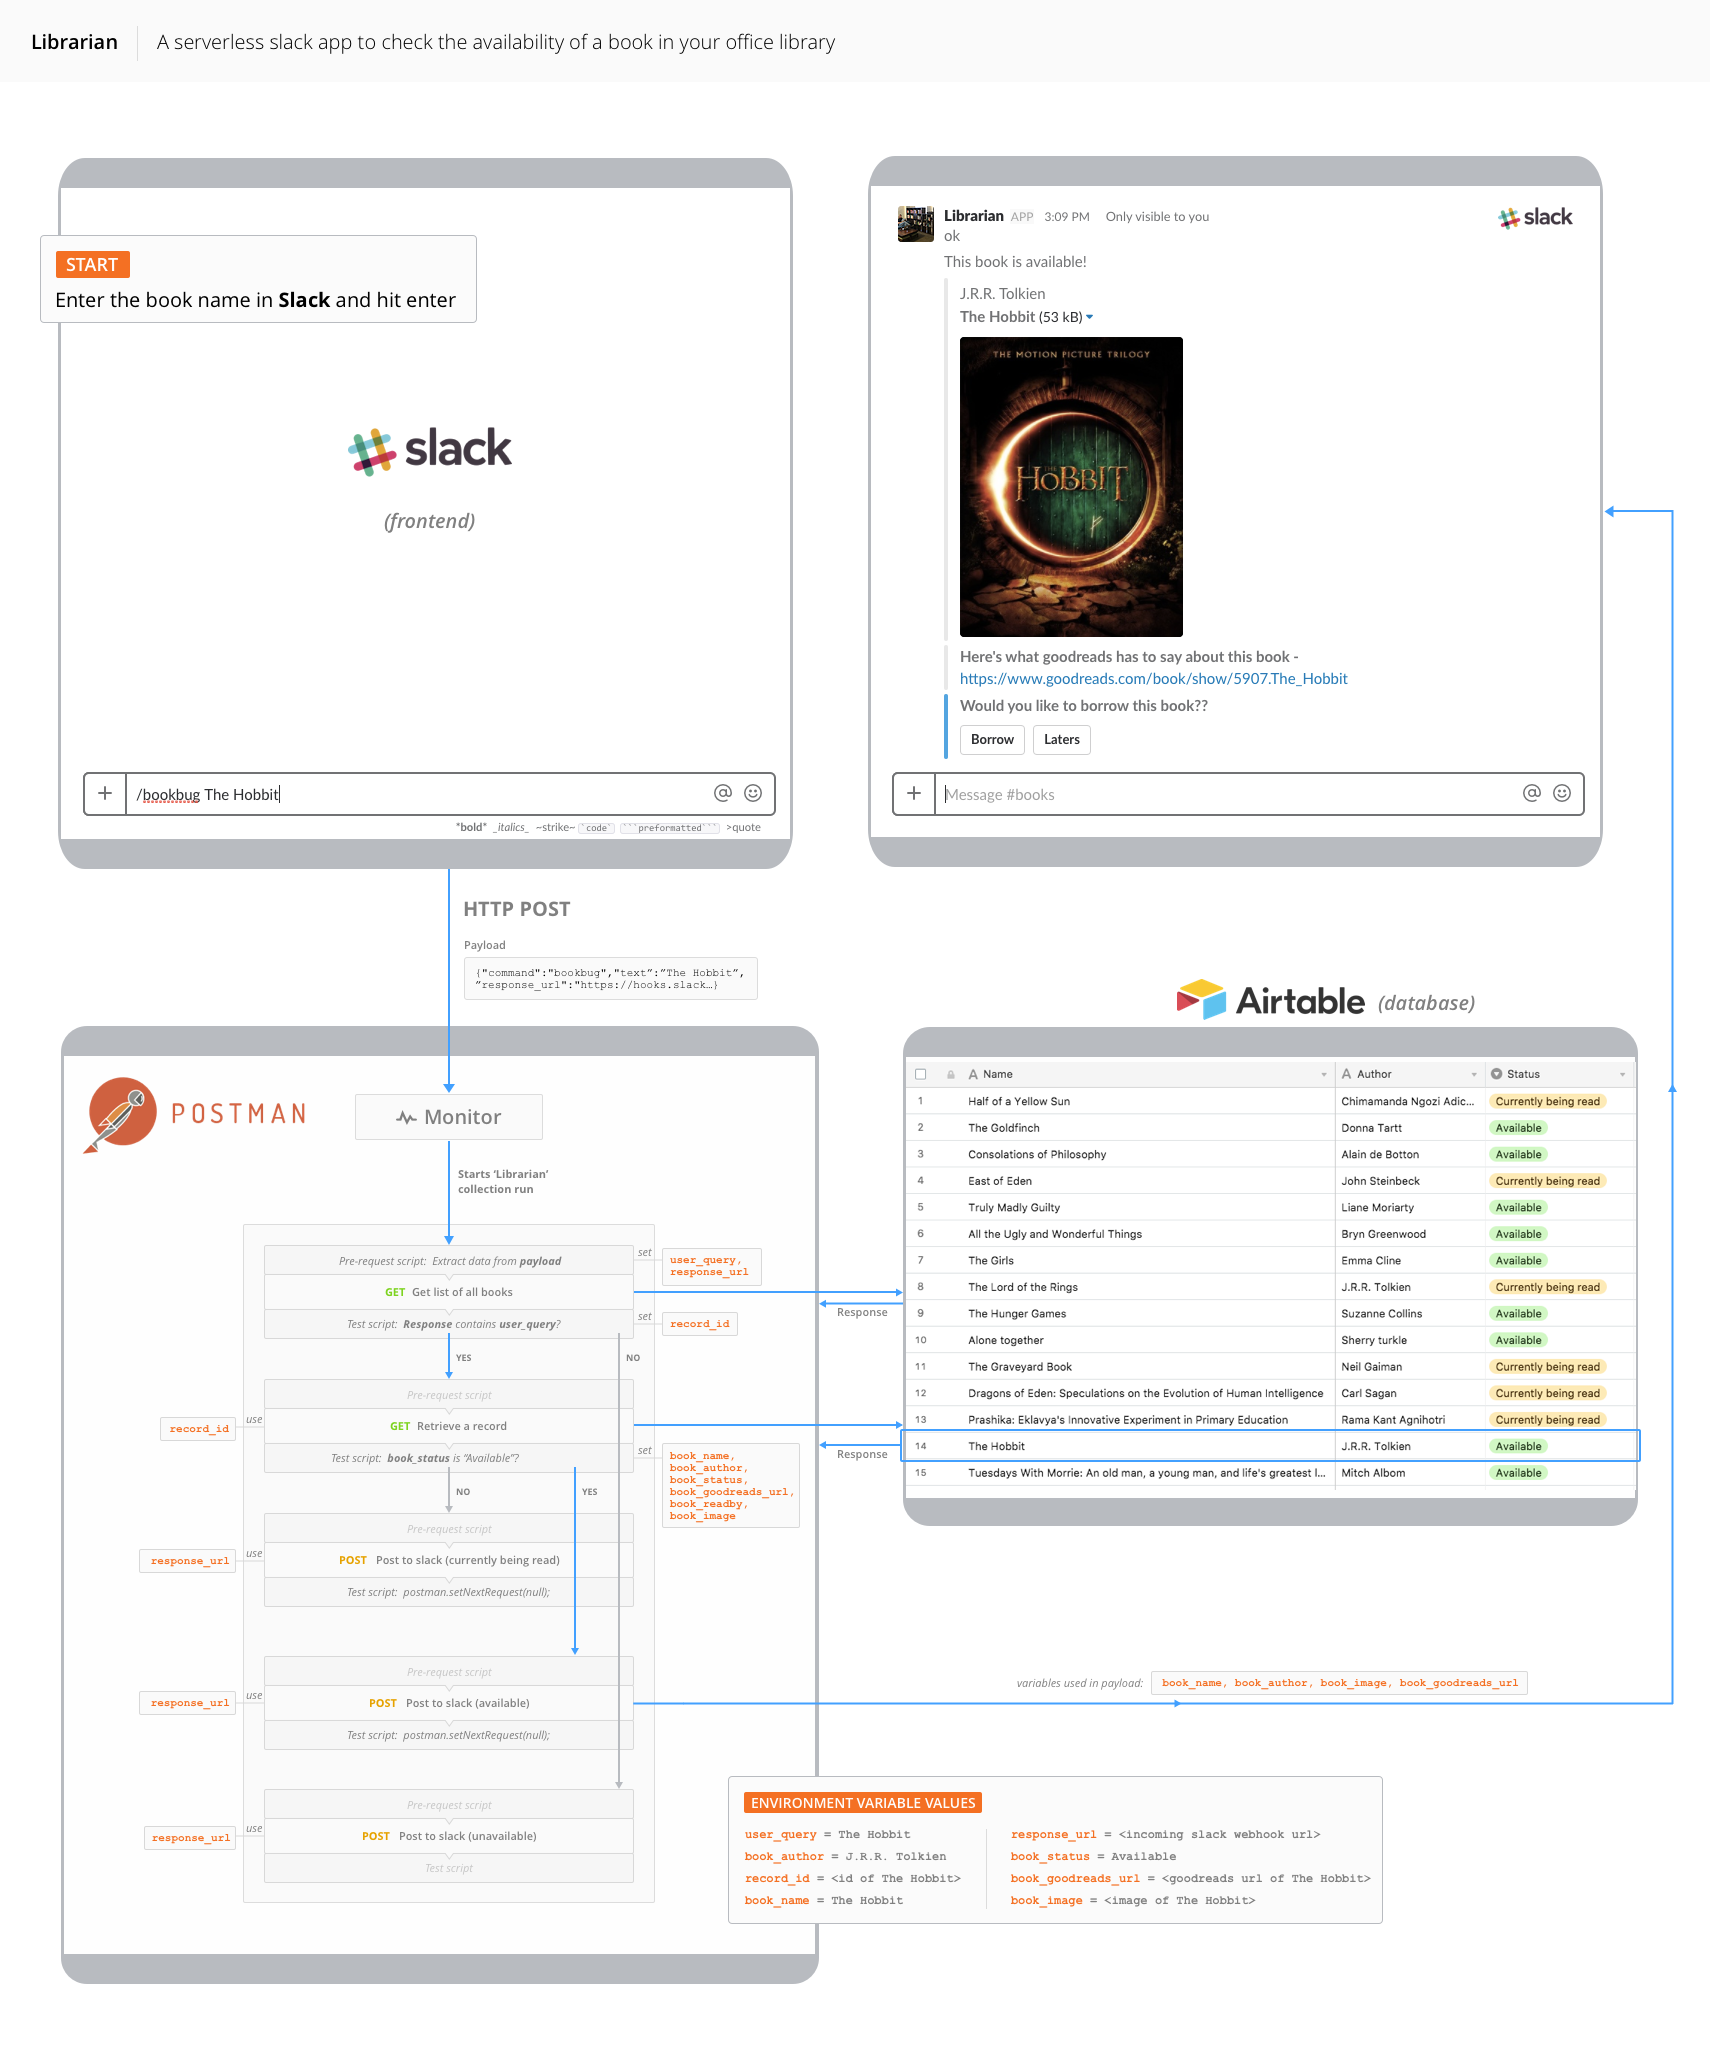 Librarian
A serverless slack app to check the availability of a book in your office library
START
Enter the book name in Slack and hit enter
slack
(frontend)
/bookbug The Hobbit
*bold* _italics_ ~strike~ `code` ```preformatted``` >quote
Librarian APP 3:09 PM Only visible to you
slack
ok
This book is available!
J.R.R. Tolkien
The Hobbit (53 kB)
THE MOTION PICTURE TRILOGY
THE
HOBBIT
Here's what goodreads has to say about this book -
https://www.goodreads.com/book/show/5907.The_Hobbit
Would you like to borrow this book??
Borrow Laters
Message #books
HTTP POST
Payload
{"command":"bookbug","text":"The Hobbit",
"response_url":"https://hooks.slack…}
POSTMAN
Monitor
Starts ‘Librarian’
collection run
Pre-request script: Extract data from payload
set
user_query,
response_url
GET Get list of all books
Response
Test script: Response contains user_query?
set
record_id
YES
NO
Pre-request script
record_id
use
GET Retrieve a record
Response
Test script: book_status is “Available”?
set
book_name,
book_author,
book_status,
book_goodreads_url,
book_readby,
book_image
NO
YES
Pre-request script
response_url
use
POST Post to slack (currently being read)
Test script: postman.setNextRequest(null);
Pre-request script
response_url
use
POST Post to slack (available)
Test script: postman.setNextRequest(null);
Pre-request script
response_url
use
POST Post to slack (unavailable)
Test script
Airtable (database)
Name Author Status
1 Half of a Yellow Sun Chimamanda Ngozi Adic... Currently being read
2 The Goldfinch Donna Tartt Available
3 Consolations of Philosophy Alain de Botton Available
4 East of Eden John Steinbeck Currently being read
5 Truly Madly Guilty Liane Moriarty Available
6 All the Ugly and Wonderful Things Bryn Greenwood Available
7 The Girls Emma Cline Available
8 The Lord of the Rings J.R.R. Tolkien Currently being read
9 The Hunger Games Suzanne Collins Available
10 Alone together Sherry turkle Available
11 The Graveyard Book Neil Gaiman Currently being read
12 Dragons of Eden: Speculations on the Evolution of Human Intelligence Carl Sagan Currently being read
13 Prashika: Eklavya's Innovative Experiment in Primary Education Rama Kant Agnihotri Currently being read
14 The Hobbit J.R.R. Tolkien Available
15 Tuesdays With Morrie: An old man, a young man, and life's greatest l... Mitch Albom Available
variables used in payload: book_name, book_author, book_image, book_goodreads_url
ENVIRONMENT VARIABLE VALUES
user_query = The Hobbit
book_author = J.R.R. Tolkien
record_id = <id of The Hobbit>
book_name = The Hobbit
response_url = <incoming slack webhook url>
book_status = Available
book_goodreads_url = <goodreads url of The Hobbit>
book_image = <image of The Hobbit>